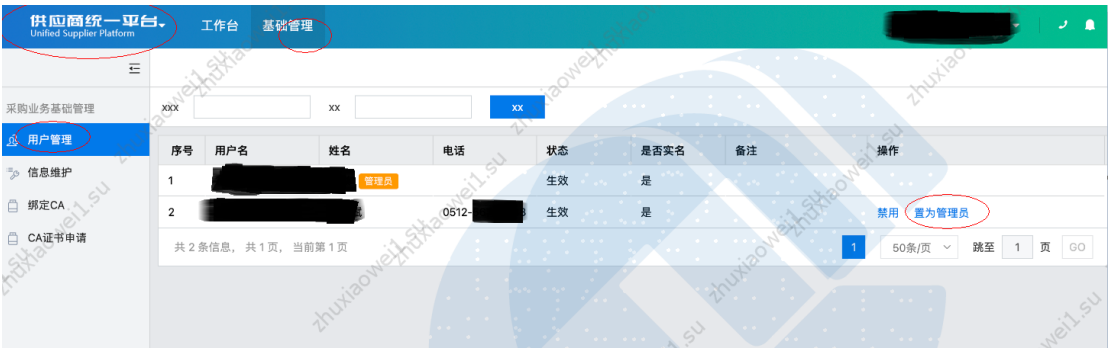 供应商统一平台
Unified Supplier Platform
工作台 基础管理
采购业务基础管理
用户管理
信息维护
绑定CA
CA证书申请
xxx xx xx
序号 用户名 姓名 电话 状态 是否实名 备注 操作
1 管理员 生效 是
2 0512- 生效 是 禁用 置为管理员
共2条信息, 共1页, 当前第1页 1 50条/页 跳至 1 页 GO
zhuxiaowei1.su